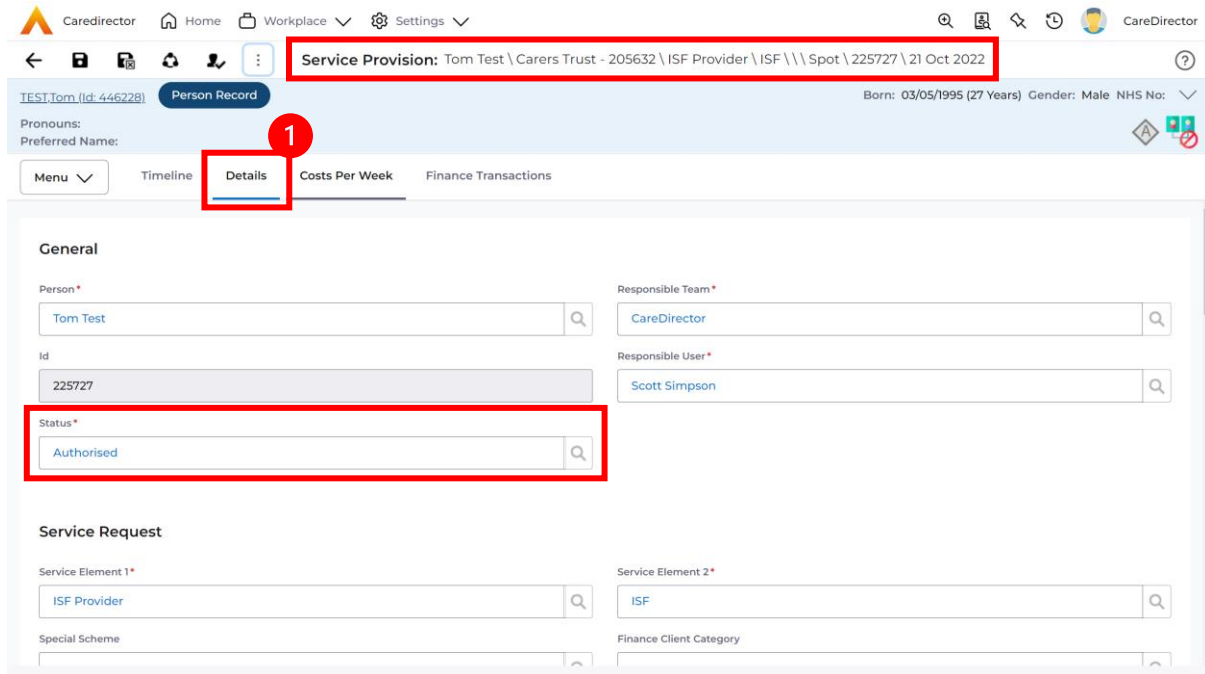 Caredirector Home Workplace Settings CareDirector
Service Provision: Tom Test \ Carers Trust - 205632 \ ISF Provider \ ISF \ \ \ Spot \ 225727 \ 21 Oct 2022
TEST,Tom (Id: 446228) Person Record Born: 03/05/1995 (27 Years) Gender: Male NHS No:
Pronouns:
Preferred Name:
1
Menu Timeline Details Costs Per Week Finance Transactions
General
Person* Responsible Team*
Tom Test CareDirector
Id Responsible User*
225727 Scott Simpson
Status*
Authorised
Service Request
Service Element 1* Service Element 2*
ISF Provider ISF
Special Scheme Finance Client Category